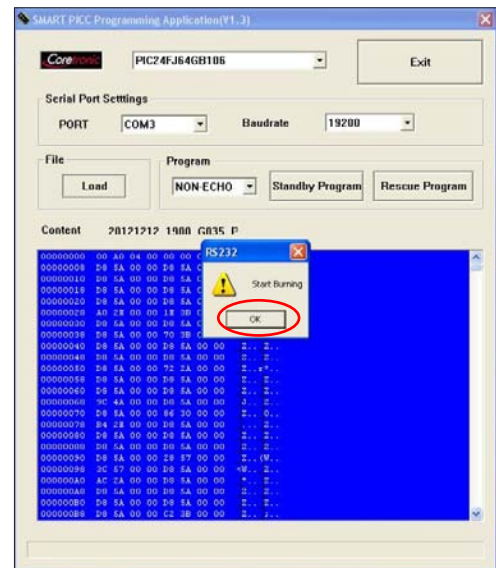 SMART PICC Programming Application(V1.3)
Coretronic
PIC24FJ64GB106
Exit
Serial Port Setttings
PORT
COM3
Baudrate
19200
File
Load
Program
NON-ECHO
Standby Program
Rescue Program
Content 20121212 1900 G035 P
RS232
Start Burning
OK
00000000 00 A0 04 00 00 00
00000008 D8 5A 00 00 D8 5A
00000010 D8 5A 00 00 D8 5A
00000018 D8 5A 00 00 D8 5A
00000020 D8 5A 00 00 D8 5A
00000028 A0 2E 00 00 1E 3B
00000030 D8 5A 00 00 D8 5A
00000038 D8 5A 00 00 70 3B
00000040 D8 5A 00 00 D8 5A 00 00 Z.. Z..
00000048 D8 5A 00 00 D8 5A 00 00 Z.. Z..
00000050 D8 5A 00 00 72 2A 00 00 Z..r*..
00000058 D8 5A 00 00 D8 5A 00 00 Z.. Z..
00000060 D8 5A 00 00 D8 5A 00 00 Z.. Z..
00000068 9C 4A 00 00 D8 5A 00 00 J.. Z..
00000070 D8 5A 00 00 86 30 00 00 Z.. 0..
00000078 B4 2E 00 00 D8 5A 00 00 ... Z..
00000080 D8 5A 00 00 D8 5A 00 00 Z.. Z..
00000088 D8 5A 00 00 D8 5A 00 00 Z.. Z..
00000090 D8 5A 00 00 28 57 00 00 Z..(W..
00000098 3C 57 00 00 D8 5A 00 00 <W.. Z..
000000A0 AC 2A 00 00 D8 5A 00 00 *.. Z..
000000A8 D8 5A 00 00 D8 5A 00 00 Z.. Z..
000000B0 D8 5A 00 00 D8 5A 00 00 Z.. Z..
000000B8 D8 5A 00 00 C2 3B 00 00 Z.. ;..